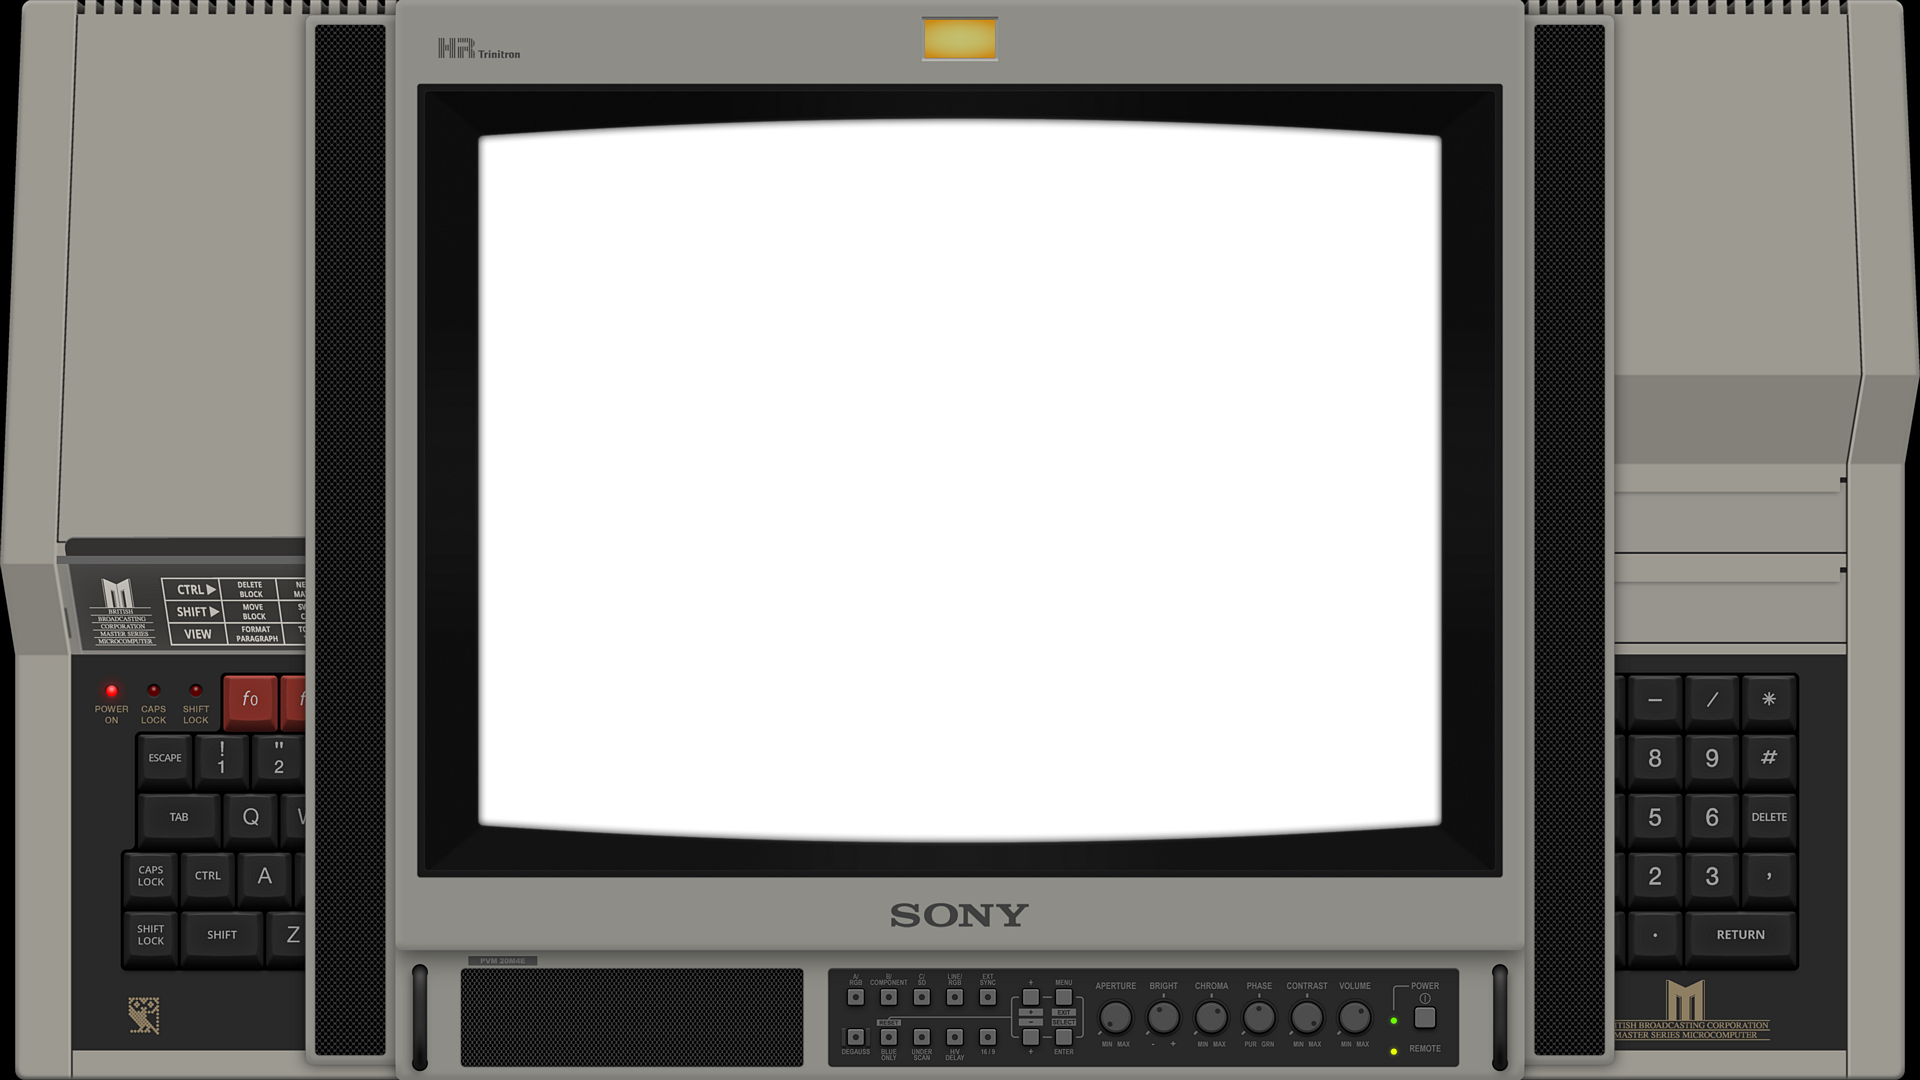 HR Trinitron
CTRL▶
DELETE
BLOCK
SHIFT▶
MOVE
BLOCK
VIEW
FORMAT
PARAGRAPH
BRITISH
BROADCASTING
CORPORATION
MASTER SERIES
MICROCOMPUTER
POWER
ON
CAPS
LOCK
SHIFT
LOCK
f0
ESCAPE
!
1
"
2
TAB
Q
CAPS
LOCK
CTRL
A
SHIFT
LOCK
SHIFT
Z
SONY
PVM 20M4E
A/
RGB
B/
COMPONENT
C/
SD
LINE/
RGB
EXT
SYNC
+
MENU
+
EXIT
−
SELECT
RESET
DEGAUSS
BLUE
ONLY
UNDER
SCAN
H/V
DELAY
16 / 9
+
ENTER
APERTURE
BRIGHT
CHROMA
PHASE
CONTRAST
VOLUME
MIN MAX
- +
MIN MAX
PUR GRN
MIN MAX
MIN MAX
POWER
REMOTE
− / *
8 9 #
5 6 DELETE
2 3 ,
. RETURN
TISH BROADCASTING CORPORATION
MASTER SERIES MICROCOMPUTER